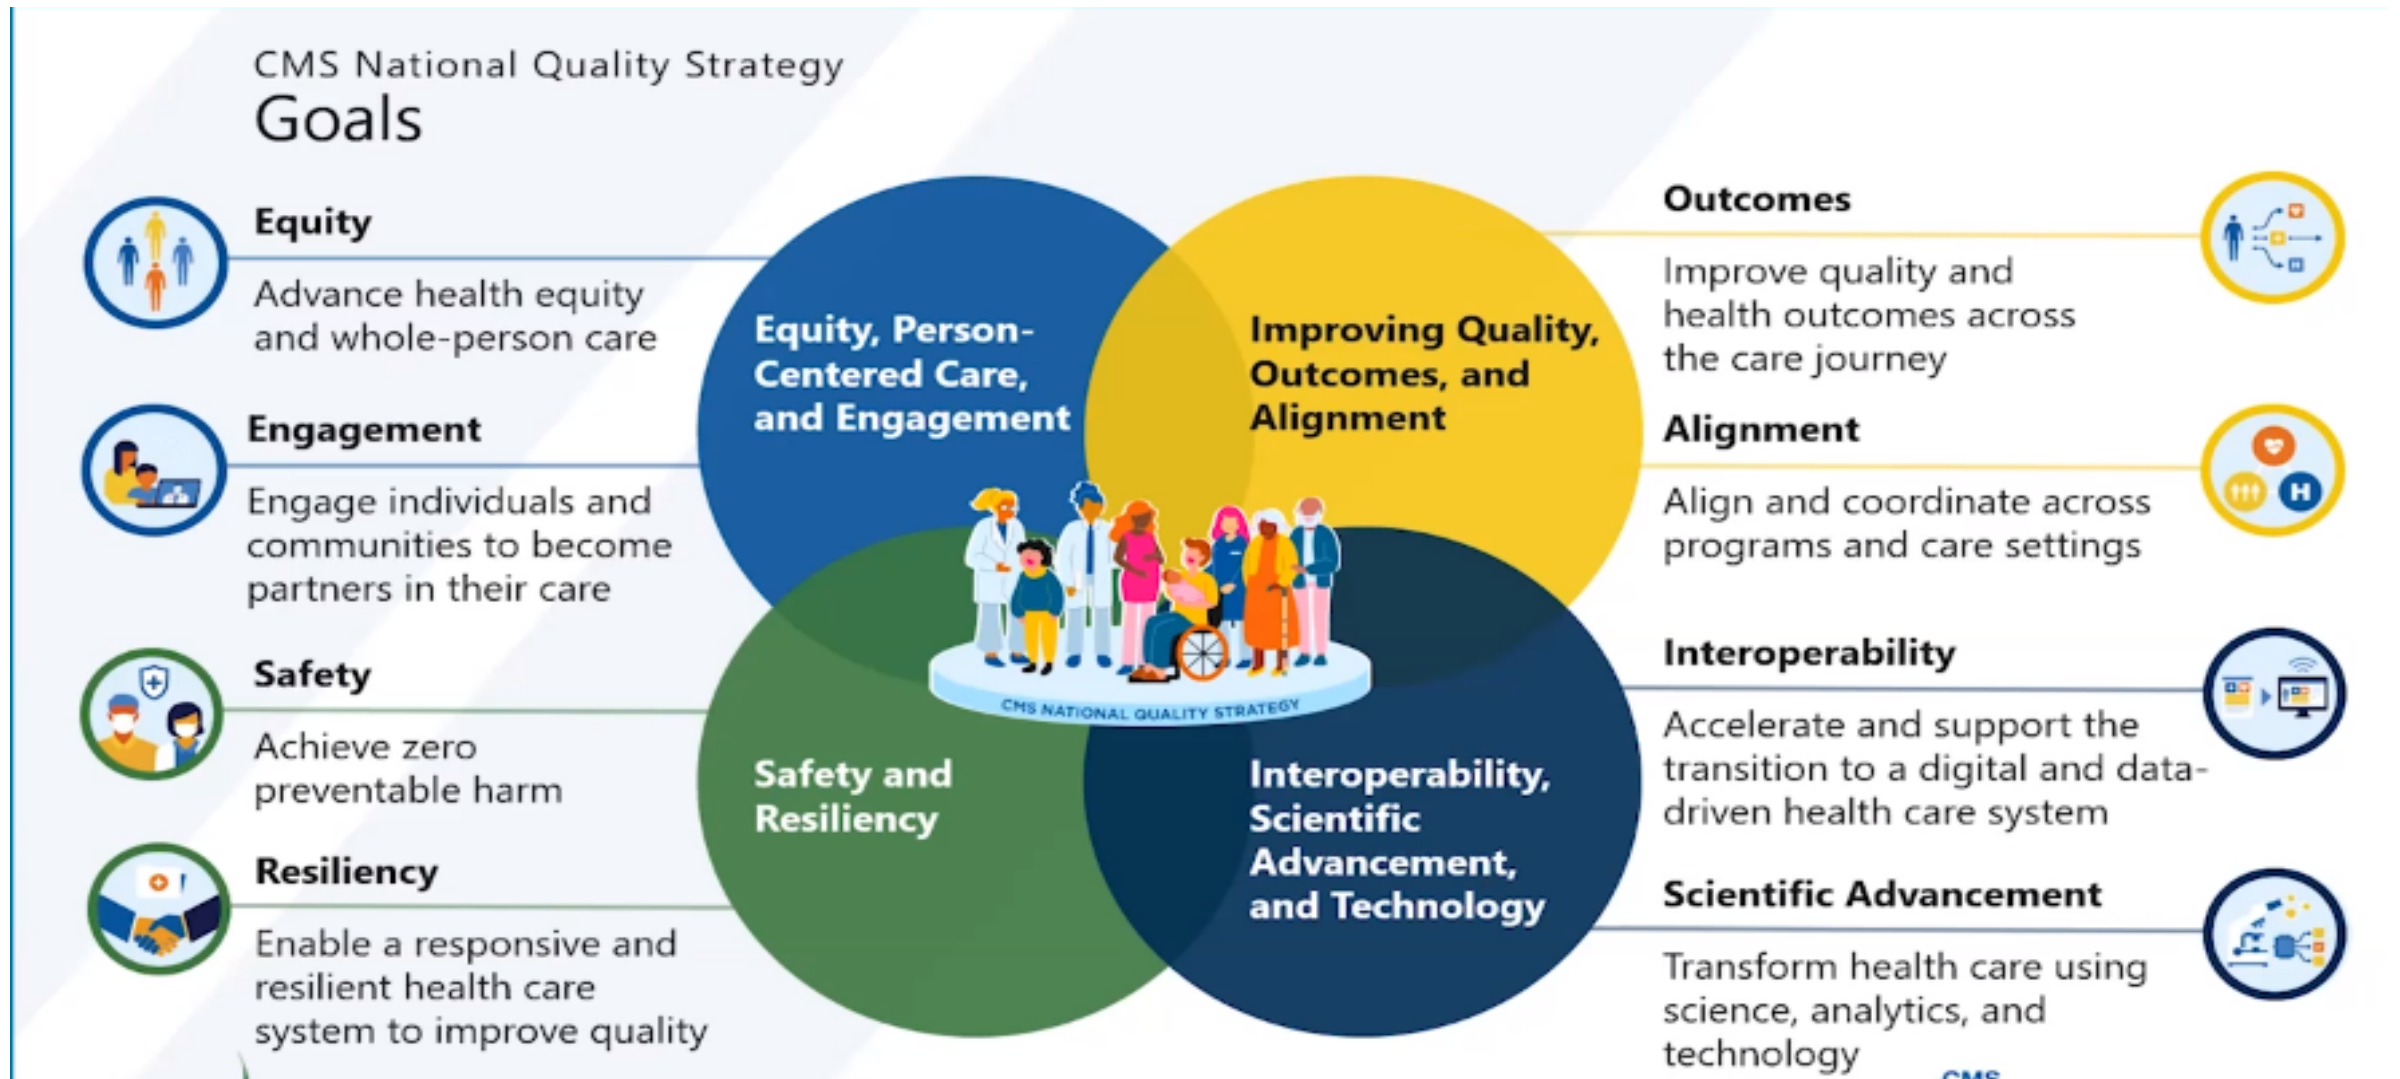 CMS National Quality Strategy
Goals
Equity
Advance health equity
and whole-person care
Engagement
Engage individuals and
communities to become
partners in their care
Safety
Achieve zero
preventable harm
Resiliency
Enable a responsive and
resilient health care
system to improve quality
Equity, Person-
Centered Care,
and Engagement
Improving Quality,
Outcomes, and
Alignment
CMS NATIONAL QUALITY STRATEGY
Safety and
Resiliency
Interoperability,
Scientific
Advancement,
and Technology
Outcomes
Improve quality and
health outcomes across
the care journey
Alignment
Align and coordinate across
programs and care settings
H
H
Interoperability
Accelerate and support the
transition to a digital and data-
driven health care system
Scientific Advancement
Transform health care using
science, analytics, and
technology
CMS